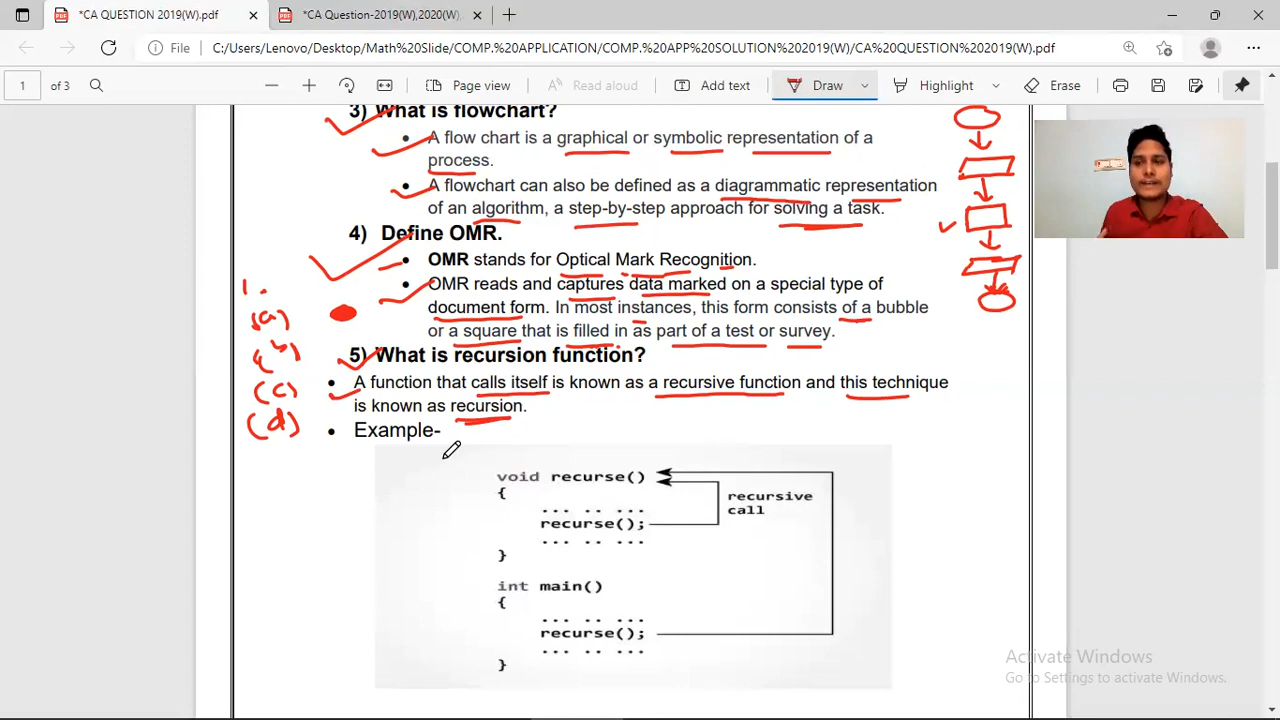 *CA QUESTION 2019(W).pdf
*CA Question-2019(W),2020(W).
File
C:/Users/Lenovo/Desktop/Math%20Slide/COMP.%20APPLICATION/COMP.%20APP%20SOLUTION%202019(W)/CA%20QUESTION%202019(W).pdf
1 of 3
Page view
Read aloud
Add text
Draw
Highlight
Erase
3) What is flowchart?
• A flow chart is a graphical or symbolic representation of a
process.
• A flowchart can also be defined as a diagrammatic representation
of an algorithm, a step-by-step approach for solving a task.
4) Define OMR.
• OMR stands for Optical Mark Recognition.
• OMR reads and captures data marked on a special type of
document form. In most instances, this form consists of a bubble
or a square that is filled in as part of a test or survey.
1.
(a)
(b)
(c)
(d)
5) What is recursion function?
• A function that calls itself is known as a recursive function and this technique
is known as recursion.
• Example-
void recurse()
{
... .. ...
recurse();
... .. ...
}
recursive
call
int main()
{
... .. ...
recurse();
... .. ...
}
Activate Windows
Go to Settings to activate Windows.